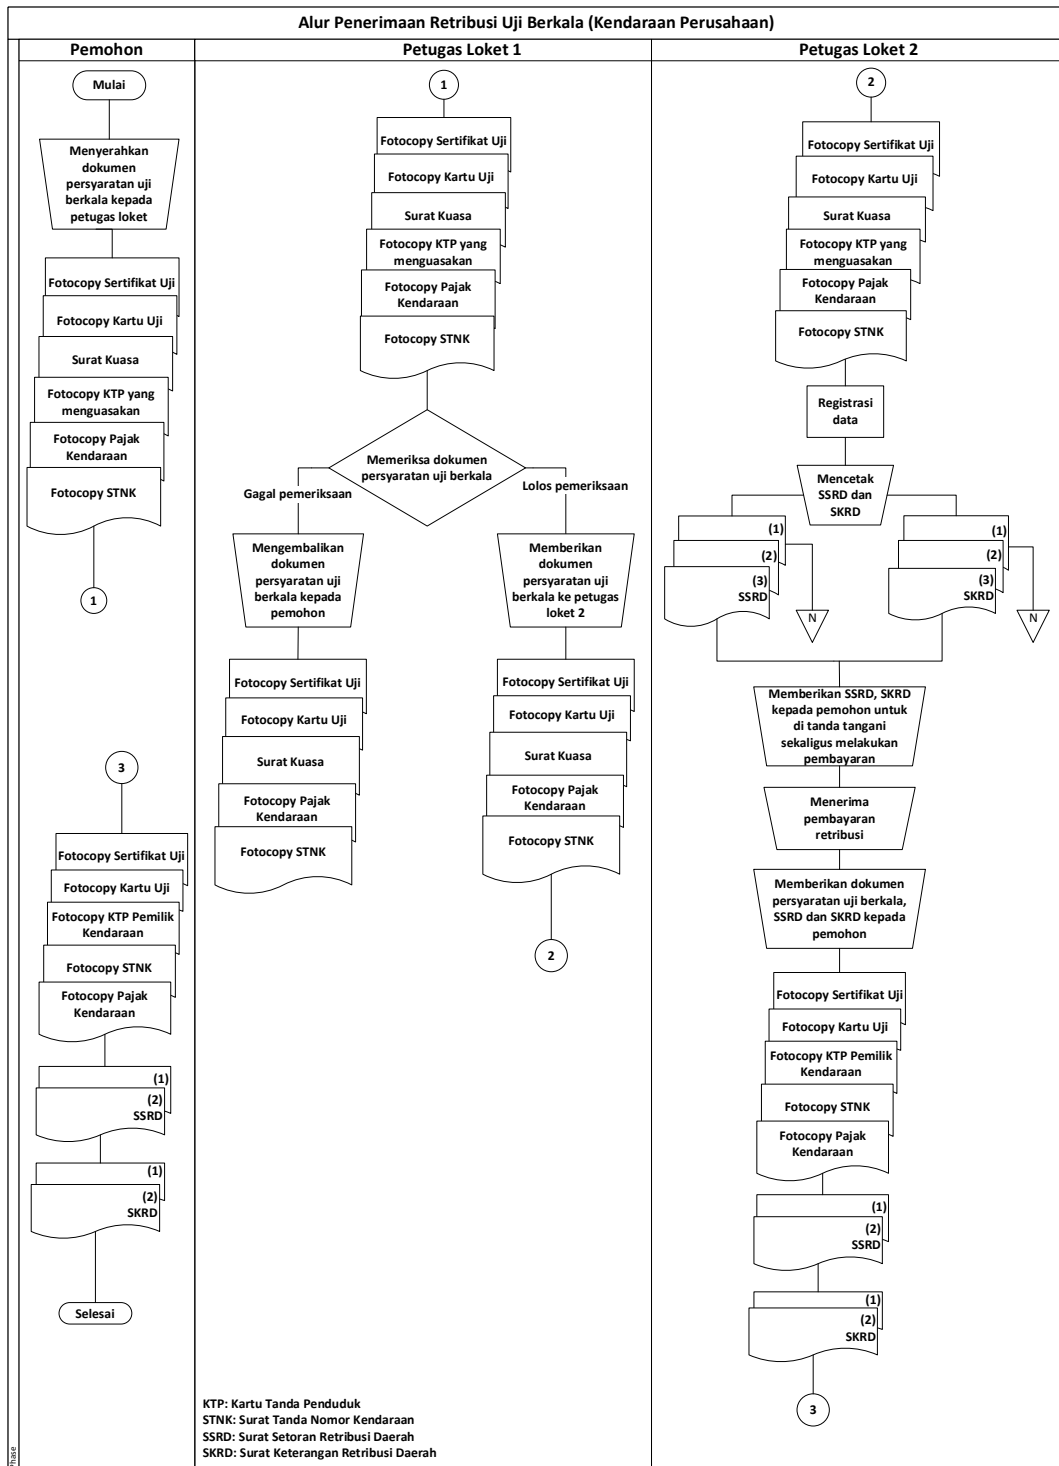 Alur Penerimaan Retribusi Uji Berkala (Kendaraan Perusahaan)
Pemohon
Petugas Loket 1
Petugas Loket 2
Mulai
Menyerahkan
dokumen
persyaratan uji
berkala kepada
petugas loket
Fotocopy Sertifikat Uji
Fotocopy Kartu Uji
Surat Kuasa
Fotocopy KTP yang
menguasakan
Fotocopy Pajak
Kendaraan
Fotocopy STNK
1
3
Fotocopy Sertifikat Uji
Fotocopy Kartu Uji
Fotocopy KTP Pemilik
Kendaraan
Fotocopy STNK
Fotocopy Pajak
Kendaraan
(1)
(2)
SSRD
(1)
(2)
SKRD
Selesai
Phase
1
Fotocopy Sertifikat Uji
Fotocopy Kartu Uji
Surat Kuasa
Fotocopy KTP yang
menguasakan
Fotocopy Pajak
Kendaraan
Fotocopy STNK
Memeriksa dokumen
persyaratan uji berkala
Gagal pemeriksaan
Lolos pemeriksaan
Mengembalikan
dokumen
persyaratan uji
berkala kepada
pemohon
Fotocopy Sertifikat Uji
Fotocopy Kartu Uji
Surat Kuasa
Fotocopy Pajak
Kendaraan
Fotocopy STNK
Memberikan
dokumen
persyaratan uji
berkala ke petugas
loket 2
Fotocopy Sertifikat Uji
Fotocopy Kartu Uji
Surat Kuasa
Fotocopy Pajak
Kendaraan
Fotocopy STNK
2
KTP: Kartu Tanda Penduduk
STNK: Surat Tanda Nomor Kendaraan
SSRD: Surat Setoran Retribusi Daerah
SKRD: Surat Keterangan Retribusi Daerah
2
Fotocopy Sertifikat Uji
Fotocopy Kartu Uji
Surat Kuasa
Fotocopy KTP yang
menguasakan
Fotocopy Pajak
Kendaraan
Fotocopy STNK
Registrasi
data
Mencetak
SSRD dan
SKRD
(1)
(2)
(3)
SSRD
N
(1)
(2)
(3)
SKRD
N
Memberikan SSRD, SKRD
kepada pemohon untuk
di tanda tangani
sekaligus melakukan
pembayaran
Menerima
pembayaran
retribusi
Memberikan dokumen
persyaratan uji berkala,
SSRD dan SKRD kepada
pemohon
Fotocopy Sertifikat Uji
Fotocopy Kartu Uji
Fotocopy KTP Pemilik
Kendaraan
Fotocopy STNK
Fotocopy Pajak
Kendaraan
(1)
(2)
SSRD
(1)
(2)
SKRD
3